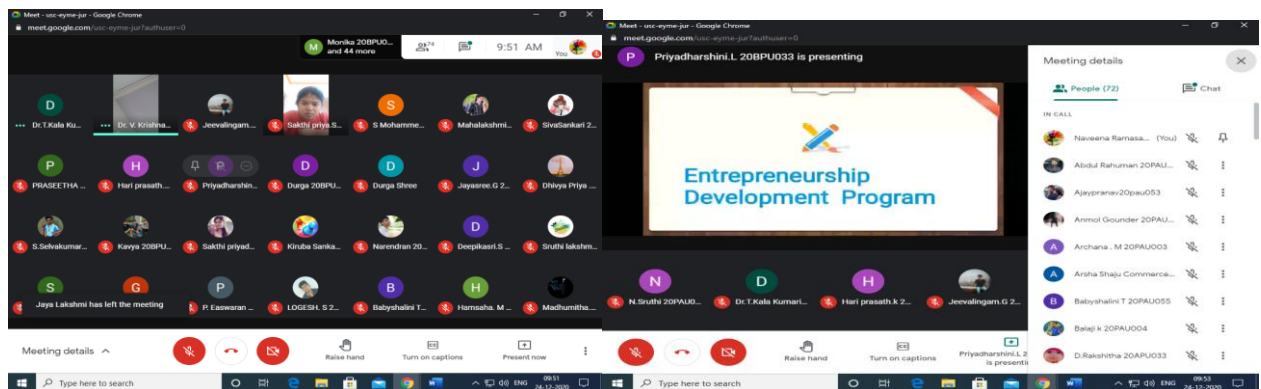 Meet - usc-eyme-jur - Google Chrome
meet.google.com/usc-eyme-jur?authuser=0
M Monika 20BPU0... and 44 more
74
9:51 AM
You
D
Dr.T.Kala Ku...
Dr. V. Krishna...
Jeevalingam....
Sakthi priya.S...
S
S Mohamme...
Mahalakshmi...
SivaSankari 2...
P
PRASEETHA ...
H
Hari prasath....
Priyadharshin...
D
Durga 20BPU...
D
Durga Shree
J
Jayasree.G 2...
Dhivya Priya ....
S.Selvakumar...
Kavya 20BPU...
Sakthi priyad...
Kiruba Sanka...
Narendran 20...
D
Deepikasri.S ...
Sruthi lakshm...
S
G
Jaya Lakshmi has left the meeting
P
P. Easwaran ...
LOGESH. S 2...
B
Babyshalini T...
H
Hamsaha. M ...
Madhumitha....
Meeting details
Raise hand
Turn on captions
Present now
Type here to search
ENG
09:51
24-12-2020
Meet - usc-eyme-jur - Google Chrome
meet.google.com/usc-eyme-jur?authuser=0
P Priyadharshini.L 20BPU033 is presenting
Entrepreneurship
Development Program
N
N.Sruthi 20PAU0...
D
Dr.T.Kala Kumari...
H
Hari prasath.k 2...
Jeevalingam.G 2...
Raise hand
Turn on captions
Priyadharshini.L 2
is presenti
Meeting details
People (72)
Chat
IN CALL
Naveena Ramasa... (You)
Abdul Rahuman 20PAU...
Ajaypranav20pau053
Anmol Gounder 20PAU...
A Archana . M 20PAU003
A Arsha Shaju Commerce...
B Babyshalini T 20PAU055
Balaji k 20PAU004
D.Rakshitha 20APU033
Type here to search
ENG
09:53
24-12-2020